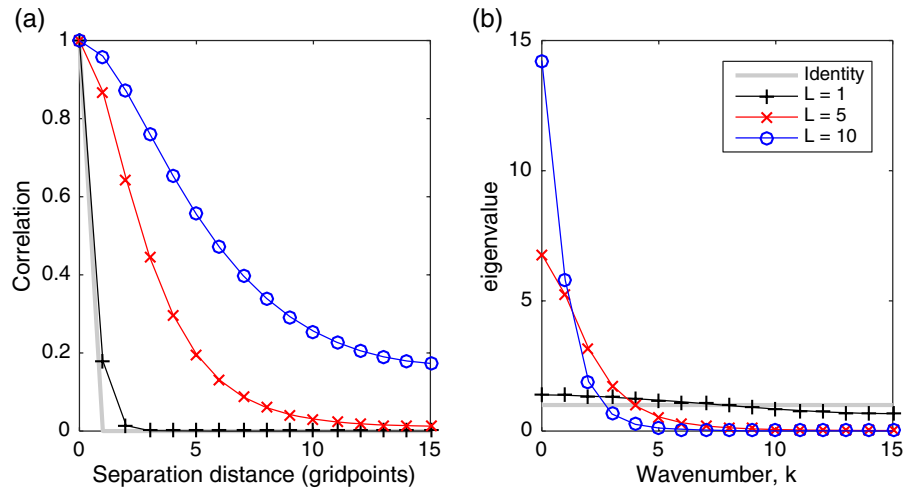 (a)
1
0.8
0.6
0.4
0.2
0
0 5 10 15
Correlation
Separation distance (gridpoints)
(b)
15
10
5
0
0 5 10 15
eigenvalue
Wavenumber, k
Identity
L = 1
L = 5
L = 10